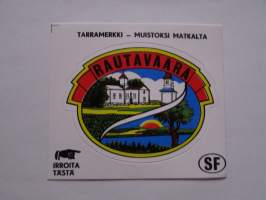 TARRAMERKKI – MUISTOKSI MATKALTA
RAUTAVAARA
IRROITA
TÄSTÄ
SF